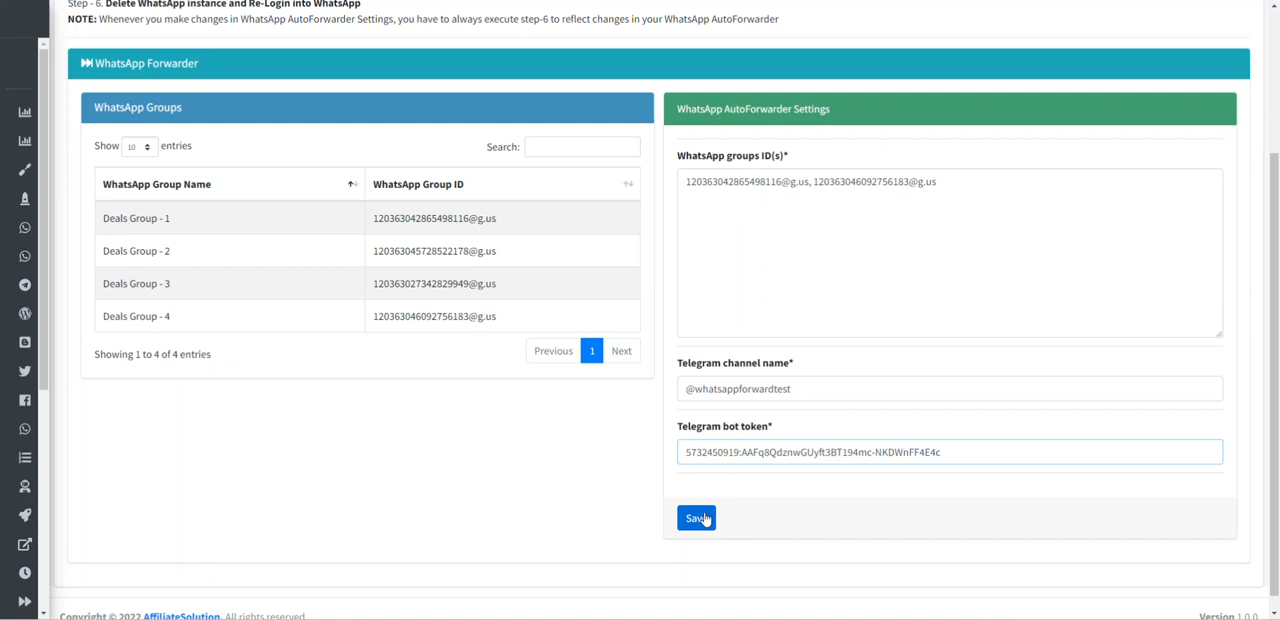 Step - 6. Delete WhatsApp instance and Re-Login into WhatsApp
NOTE: Whenever you make changes in WhatsApp AutoForwarder Settings, you have to always execute step-6 to reflect changes in your WhatsApp AutoForwarder
WhatsApp Forwarder
WhatsApp Groups
Show 10 entries
Search:
WhatsApp Group Name WhatsApp Group ID
Deals Group - 1 120363042865498116@g.us
Deals Group - 2 120363045728522178@g.us
Deals Group - 3 120363027342829949@g.us
Deals Group - 4 120363046092756183@g.us
Showing 1 to 4 of 4 entries
Previous 1 Next
WhatsApp AutoForwarder Settings
WhatsApp groups ID(s)*
120363042865498116@g.us, 120363046092756183@g.us
Telegram channel name*
@whatsappforwardtest
Telegram bot token*
5732450919:AAFq8QdznwGUyft3BT194mc-NKDWnFF4E4c
Save
Copyright © 2022 AffiliateSolution. All rights reserved.
Version 1.0.0